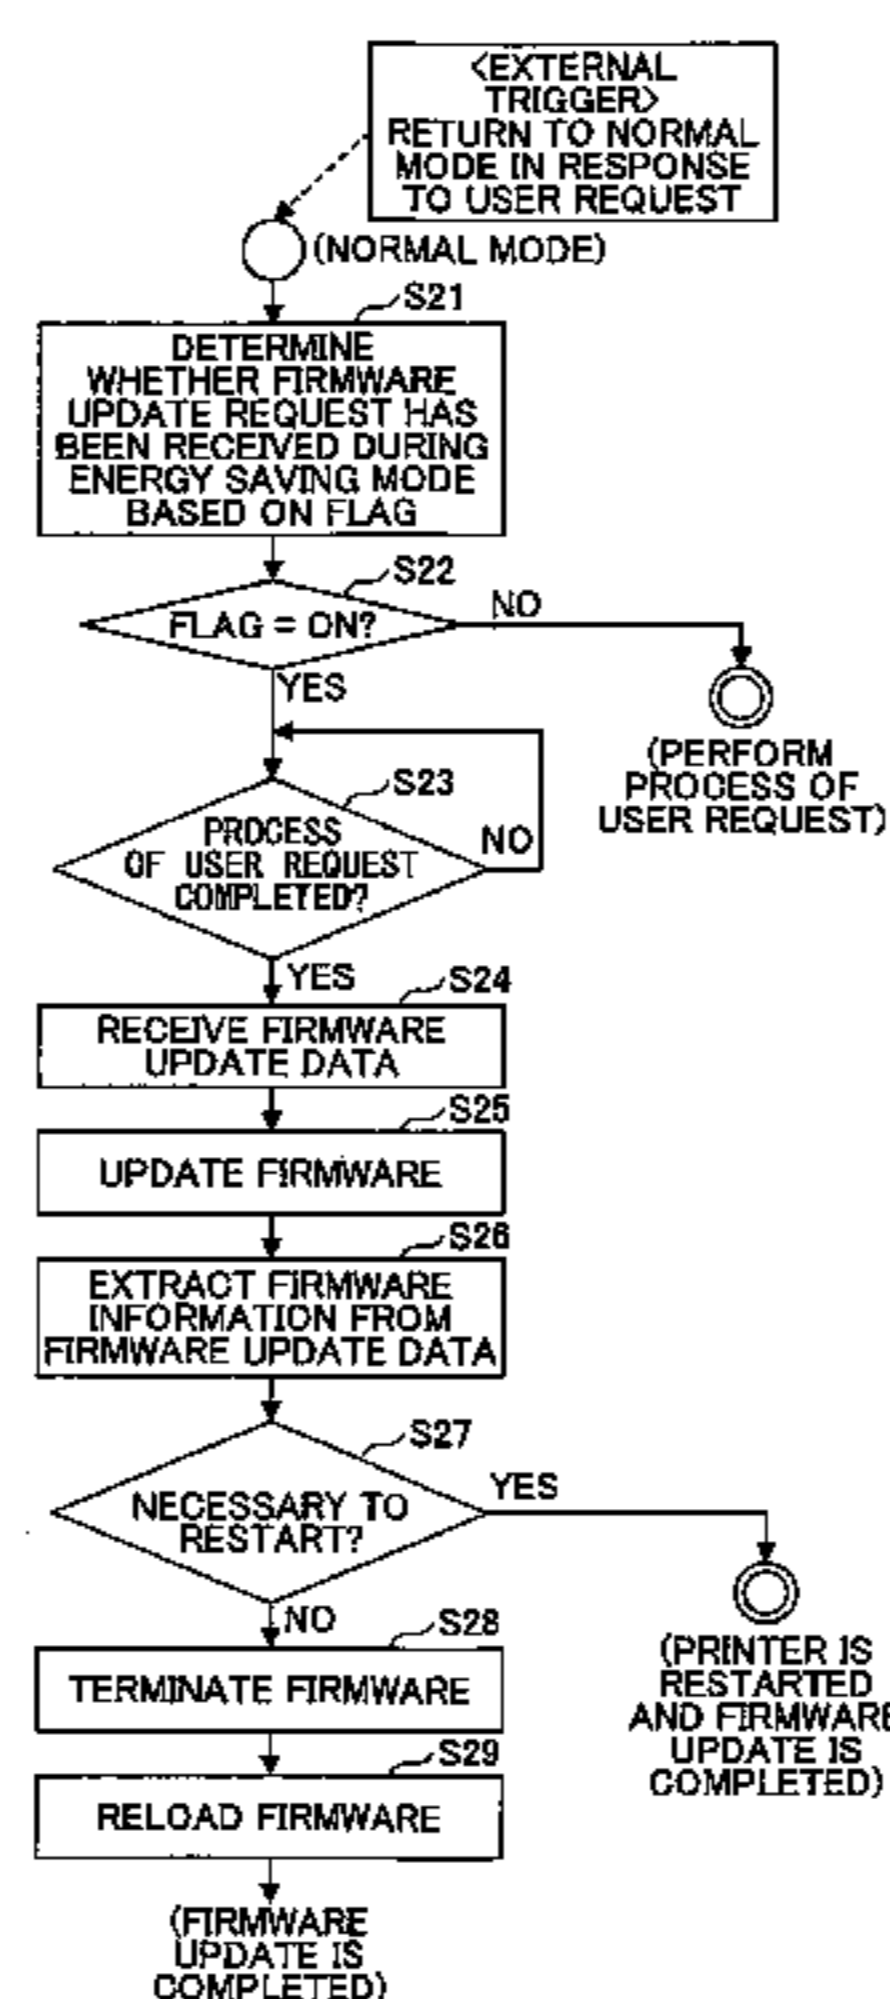 <EXTERNAL
TRIGGER>
RETURN TO NORMAL
MODE IN RESPONSE
TO USER REQUEST
(NORMAL MODE)
S21
DETERMINE
WHETHER FIRMWARE
UPDATE REQUEST HAS
BEEN RECEIVED DURING
ENERGY SAVING MODE
BASED ON FLAG
S22
FLAG = ON?
NO
YES
(PERFORM
PROCESS OF
USER REQUEST)
S23
PROCESS
OF USER REQUEST
COMPLETED?
NO
YES
S24
RECEIVE FIRMWARE
UPDATE DATA
S25
UPDATE FIRMWARE
S26
EXTRACT FIRMWARE
INFORMATION FROM
FIRMWARE UPDATE DATA
S27
NECESSARY TO
RESTART?
YES
NO
(PRINTER IS
RESTARTED
AND FIRMWARE
UPDATE IS
COMPLETED)
S28
TERMINATE FIRMWARE
S29
RELOAD FIRMWARE
(FIRMWARE
UPDATE IS
COMPLETED)